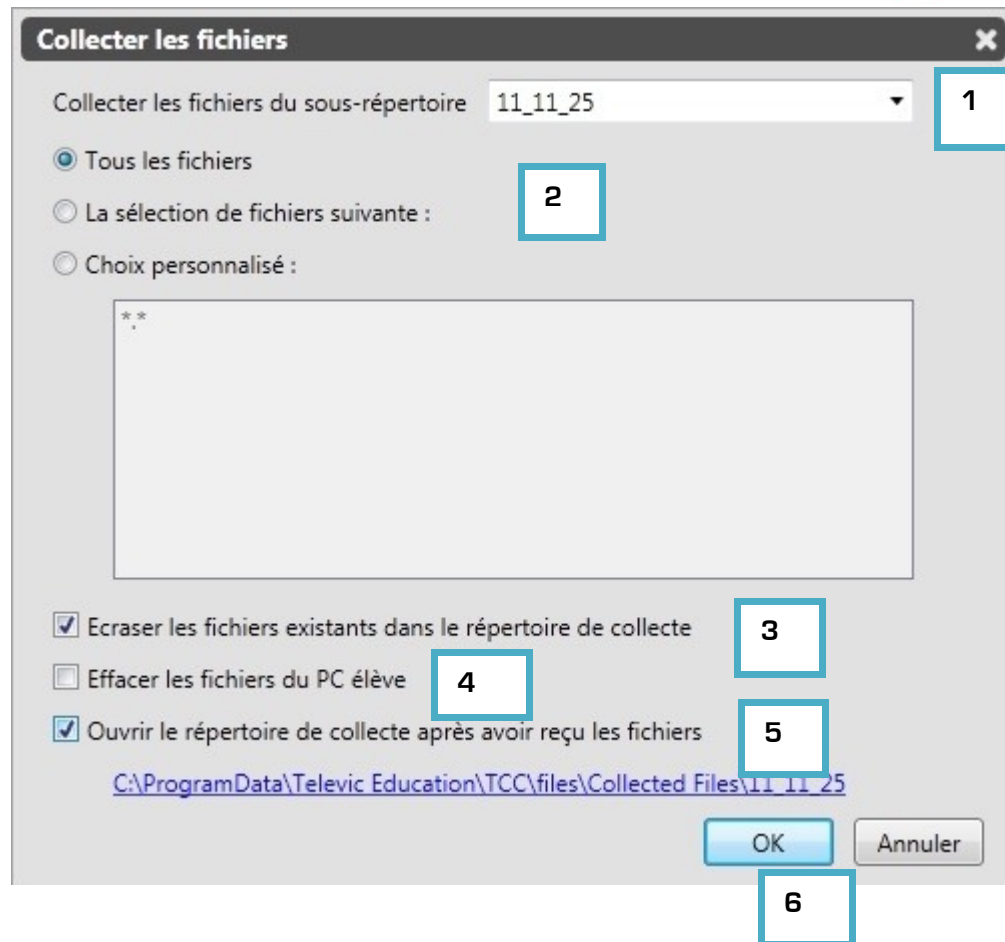 Collecter les fichiers
Collecter les fichiers du sous-répertoire 11_11_25
1
Tous les fichiers
2
La sélection de fichiers suivante :
Choix personnalisé :
*.*
Ecraser les fichiers existants dans le répertoire de collecte
3
Effacer les fichiers du PC élève
4
Ouvrir le répertoire de collecte après avoir reçu les fichiers
5
C:\ProgramData\Televic Education\TCC\files\Collected Files\11_11_25
OK Annuler
6